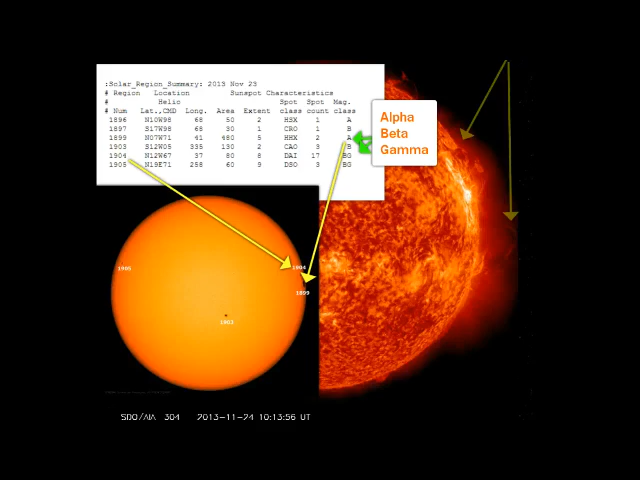 :Solar_Region_Summary: 2013 Nov 23
# Region Location Sunspot Characteristics
# Helio Spot Spot Mag.
# Num Lat.,CMD Long. Area Extent class count class
1896 N10W98 68 50 2 HSX 1 A
1897 S17W98 68 30 1 CRO 1 B
1899 N07W71 41 480 5 HHX 2 A
1903 S12W05 335 130 2 CAO 3 B
1904 N12W67 37 80 8 DAI 17 BG
1905 N19E71 258 60 9 DSO 3 BG
Alpha
Beta
Gamma
1905
1904
1899
1903
SDO/AIA 304 2013-11-24 10:13:56 UT